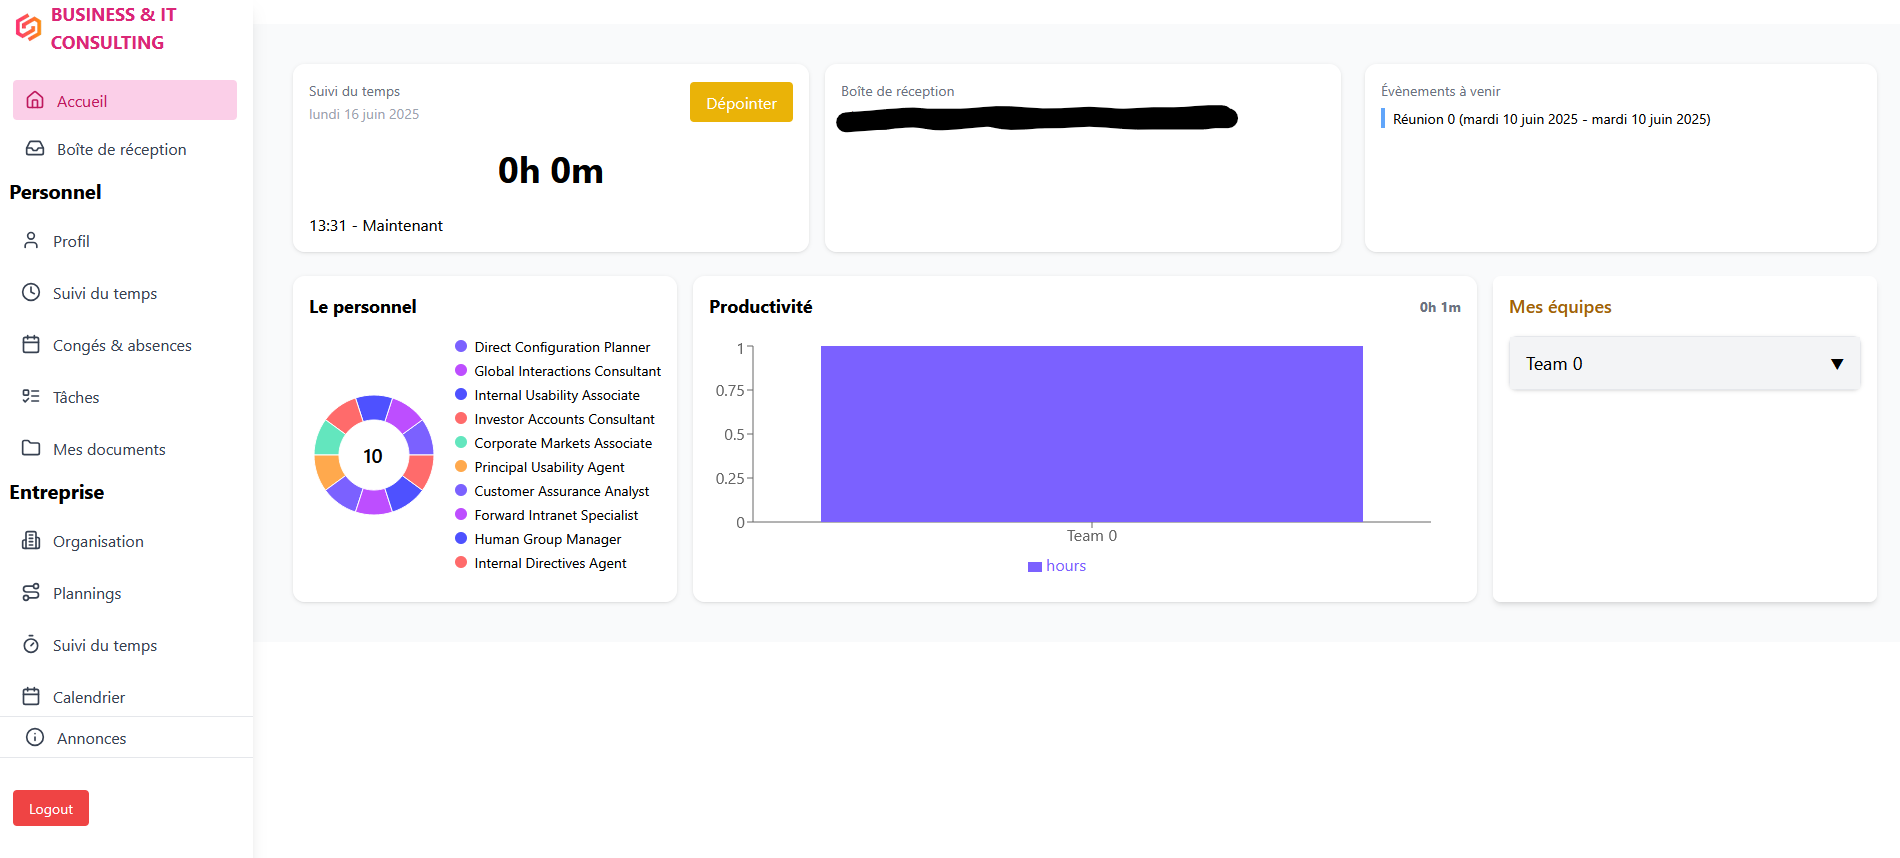 BUSINESS & IT
CONSULTING
Accueil
Boîte de réception
Personnel
Profil
Suivi du temps
Congés & absences
Tâches
Mes documents
Entreprise
Organisation
Plannings
Suivi du temps
Calendrier
Annonces
Logout
Suivi du temps
lundi 16 juin 2025
Dépointer
0h 0m
13:31 - Maintenant
Boîte de réception
Évènements à venir
Réunion 0 (mardi 10 juin 2025 - mardi 10 juin 2025)
Le personnel
10
Direct Configuration Planner
Global Interactions Consultant
Internal Usability Associate
Investor Accounts Consultant
Corporate Markets Associate
Principal Usability Agent
Customer Assurance Analyst
Forward Intranet Specialist
Human Group Manager
Internal Directives Agent
Productivité
0h 1m
1
0.75
0.5
0.25
0
Team 0
hours
Mes équipes
Team 0